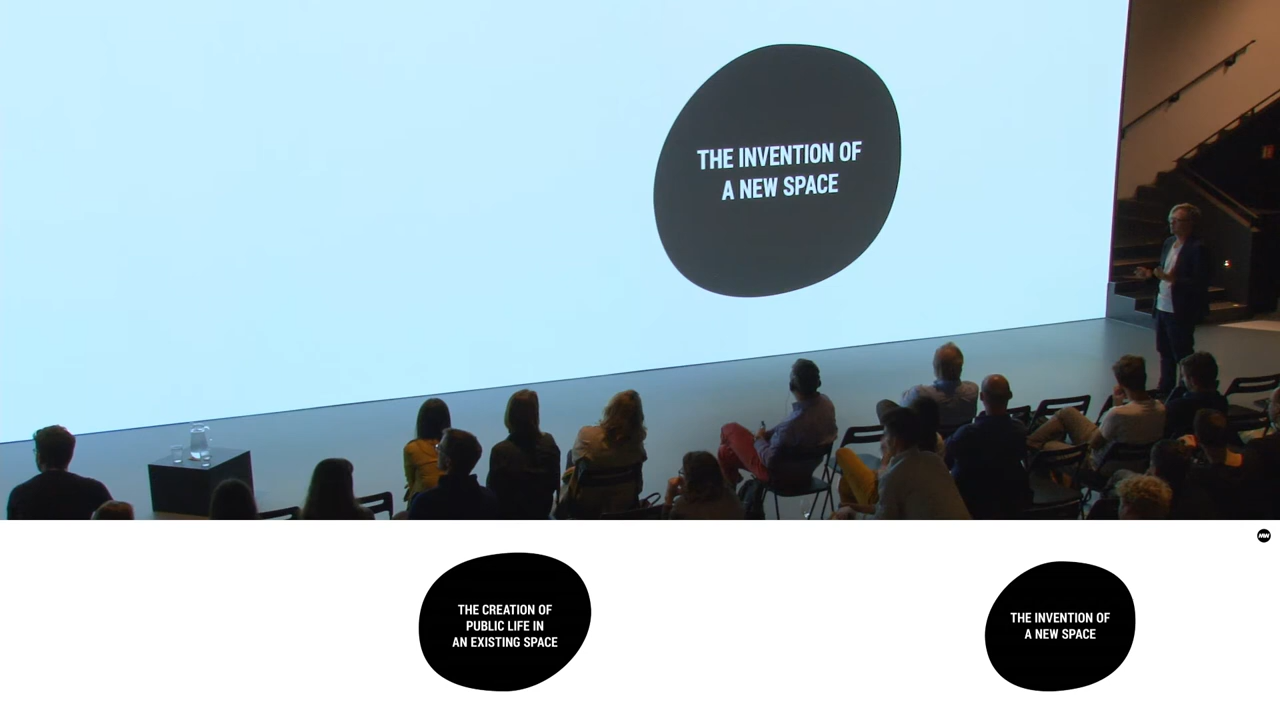 THE INVENTION OF
A NEW SPACE
MW
THE CREATION OF
PUBLIC LIFE IN
AN EXISTING SPACE
THE INVENTION OF
A NEW SPACE